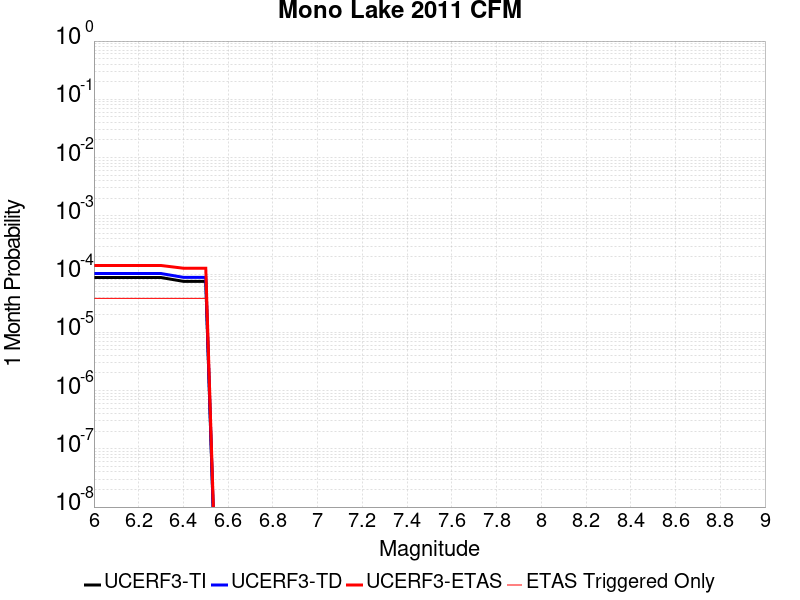 Mono Lake 2011 CFM
10^0
10^-1
10^-2
10^-3
10^-4
10^-5
10^-6
10^-7
10^-8
1 Month Probability
6 6.2 6.4 6.6 6.8 7 7.2 7.4 7.6 7.8 8 8.2 8.4 8.6 8.8 9
Magnitude
UCERF3-TI UCERF3-TD UCERF3-ETAS ETAS Triggered Only